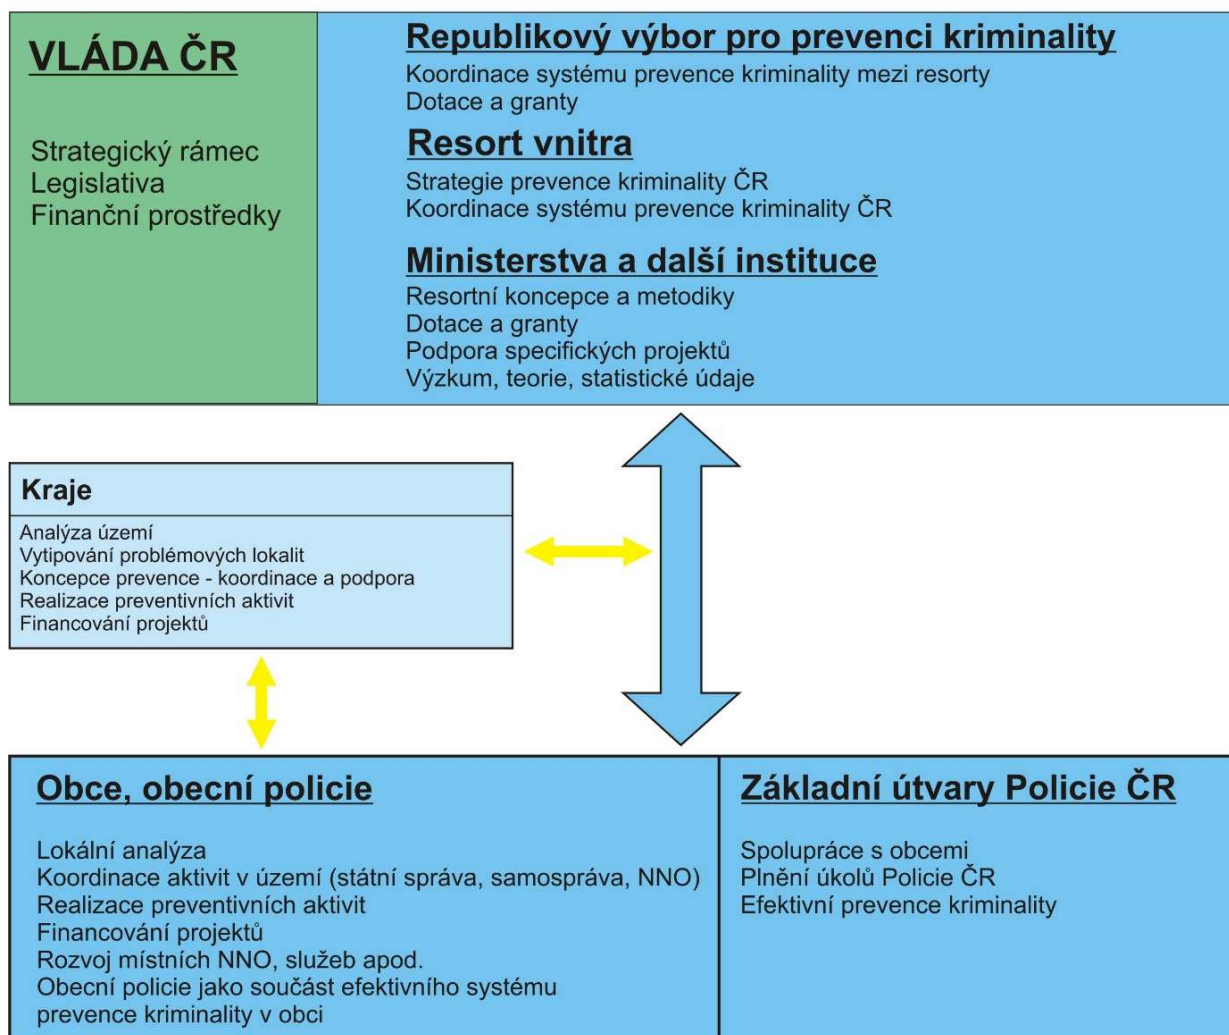 VLÁDA ČR
Strategický rámec
Legislativa
Finanční prostředky
Republikový výbor pro prevenci kriminality
Koordinace systému prevence kriminality mezi resorty
Dotace a granty
Resort vnitra
Strategie prevence kriminality ČR
Koordinace systému prevence kriminality ČR
Ministerstva a další instituce
Resortní koncepce a metodiky
Dotace a granty
Podpora specifických projektů
Výzkum, teorie, statistické údaje
Kraje
Analýza území
Vytipování problémových lokalit
Koncepce prevence - koordinace a podpora
Realizace preventivních aktivit
Financování projektů
Obce, obecní policie
Lokální analýza
Koordinace aktivit v území (státní správa, samospráva, NNO)
Realizace preventivních aktivit
Financování projektů
Rozvoj místních NNO, služeb apod.
Obecní policie jako součást efektivního systému
prevence kriminality v obci
Základní útvary Policie ČR
Spolupráce s obcemi
Plnění úkolů Policie ČR
Efektivní prevence kriminality